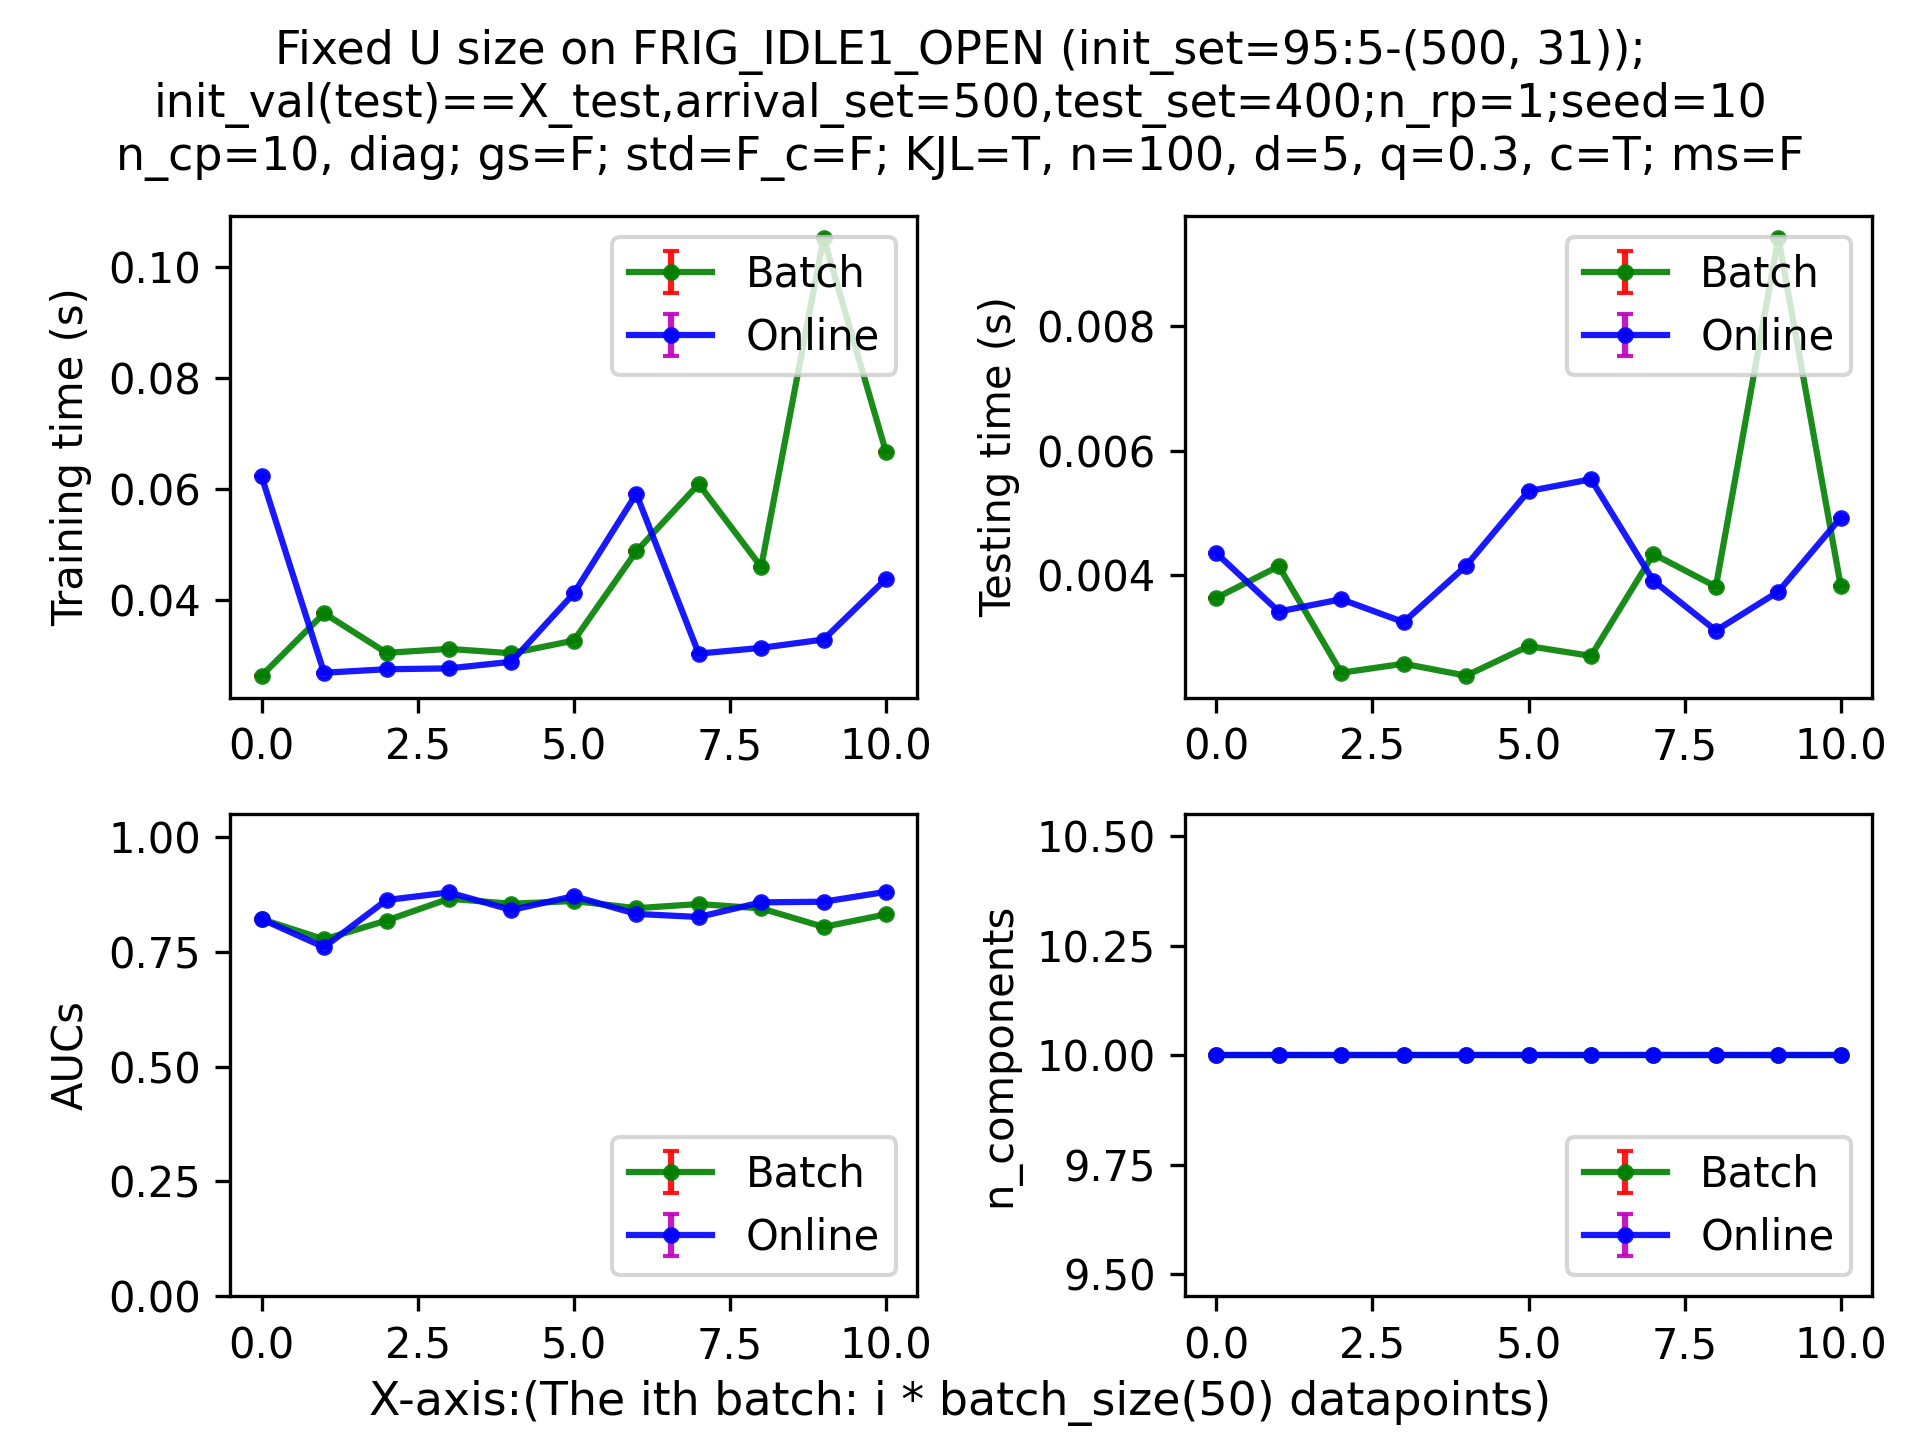 Fixed U size on FRIG_IDLE1_OPEN (init_set=95:5-(500, 31));
init_val(test)==X_test,arrival_set=500,test_set=400;n_rp=1;seed=10
n_cp=10, diag; gs=F; std=F_c=F; KJL=T, n=100, d=5, q=0.3, c=T; ms=F
Training time (s)
0.10
0.08
0.06
0.04
Batch
Online
0.0 2.5 5.0 7.5 10.0
Testing time (s)
0.008
0.006
0.004
Batch
Online
0.0 2.5 5.0 7.5 10.0
AUCs
1.00
0.75
0.50
0.25
0.00
Batch
Online
0.0 2.5 5.0 7.5 10.0
n_components
10.50
10.25
10.00
9.75
9.50
Batch
Online
0.0 2.5 5.0 7.5 10.0
X-axis:(The ith batch: i * batch_size(50) datapoints)